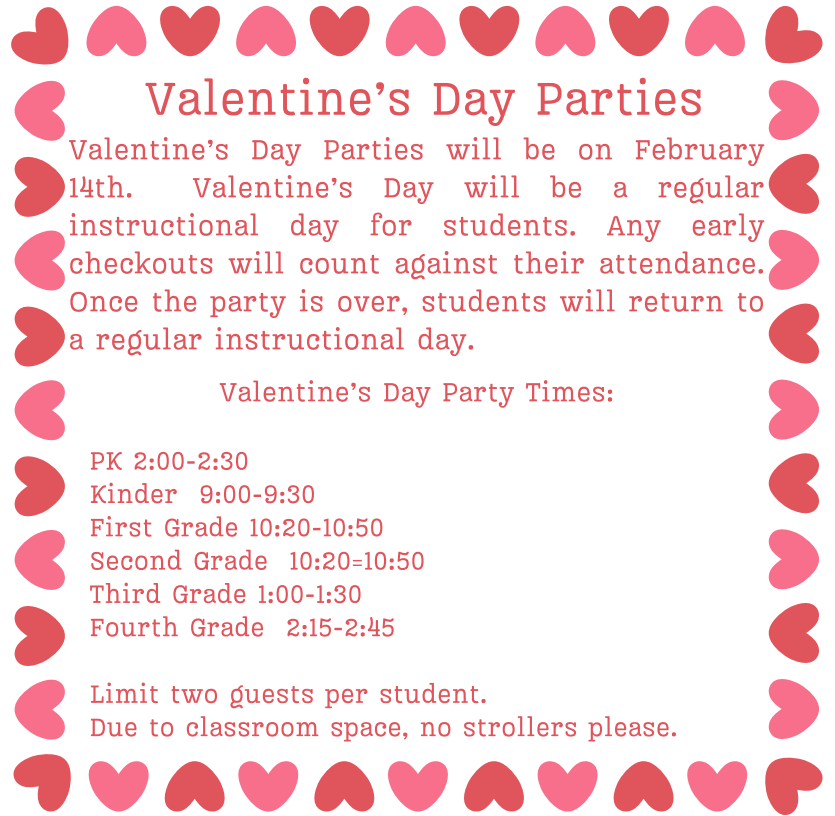 Valentine's Day Parties
Valentine's Day Parties will be on February
14th. Valentine's Day will be a regular
instructional day for students. Any early
checkouts will count against their attendance.
Once the party is over, students will return to
a regular instructional day.
Valentine's Day Party Times:
PK 2:00-2:30
Kinder 9:00-9:30
First Grade 10:20-10:50
Second Grade 10:20=10:50
Third Grade 1:00-1:30
Fourth Grade 2:15-2:45
Limit two guests per student.
Due to classroom space, no strollers please.